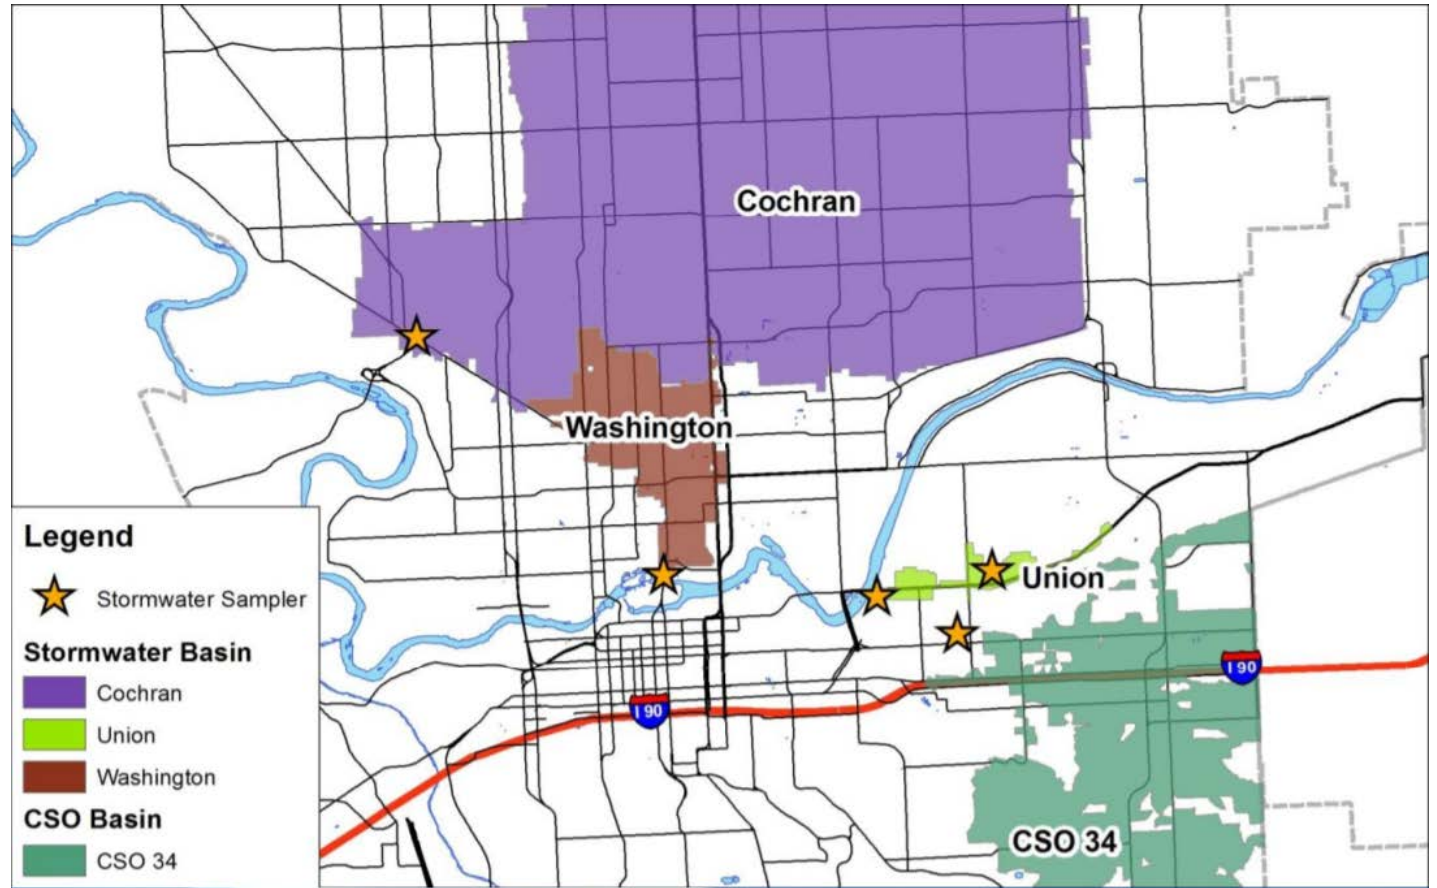 Cochran
Washington
Union
I 90
I 90
CSO 34
Legend
Stormwater Sampler
Stormwater Basin
Cochran
Union
Washington
CSO Basin
CSO 34